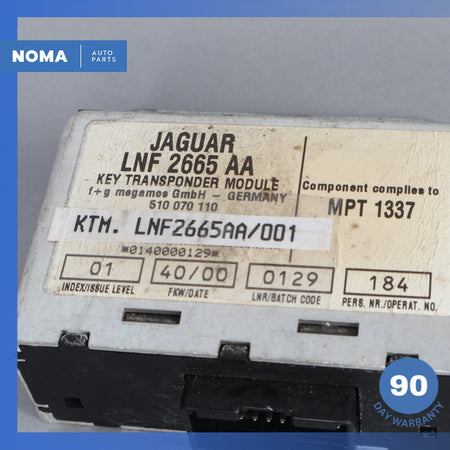 NOMA AUTO PARTS
JAGUAR
LNF 2665 AA
KEY TRANSPONDER MODULE
f+g megamos GmbH - GERMANY
510 070 110
Component complies to
MPT 1337
KTM. LNF2665AA/001
*0140000129*
01 40/00 0129 184
INDEX/ISSUE LEVEL FKW/DATE LNR/BATCH CODE PERS. NR./OPERAT. NO.
90
DAY WARRANTY